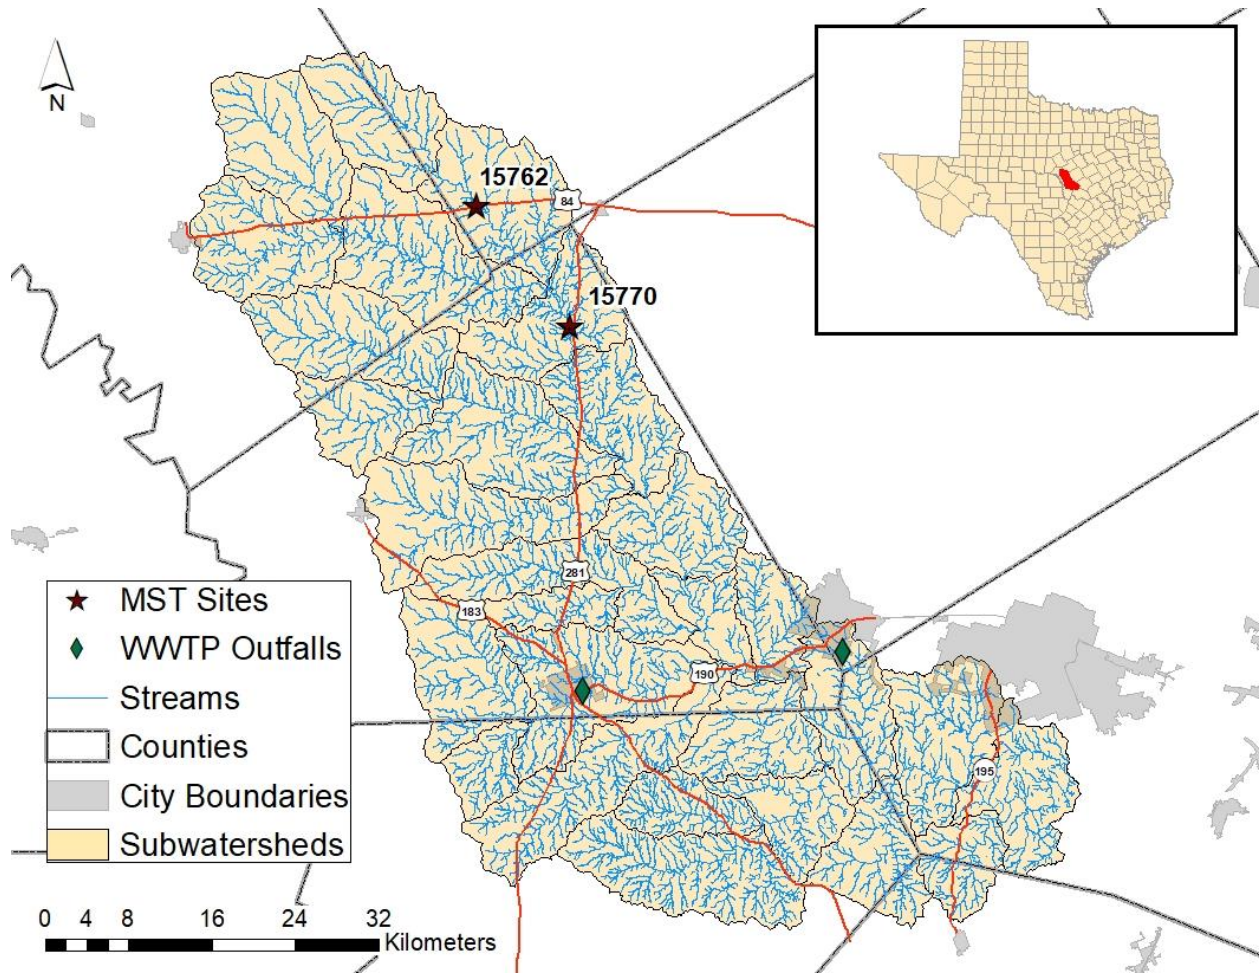 N
15762
84
15770
281
183
190
195
MST Sites
WWTP Outfalls
Streams
Counties
City Boundaries
Subwatersheds
0 4 8 16 24 32
Kilometers